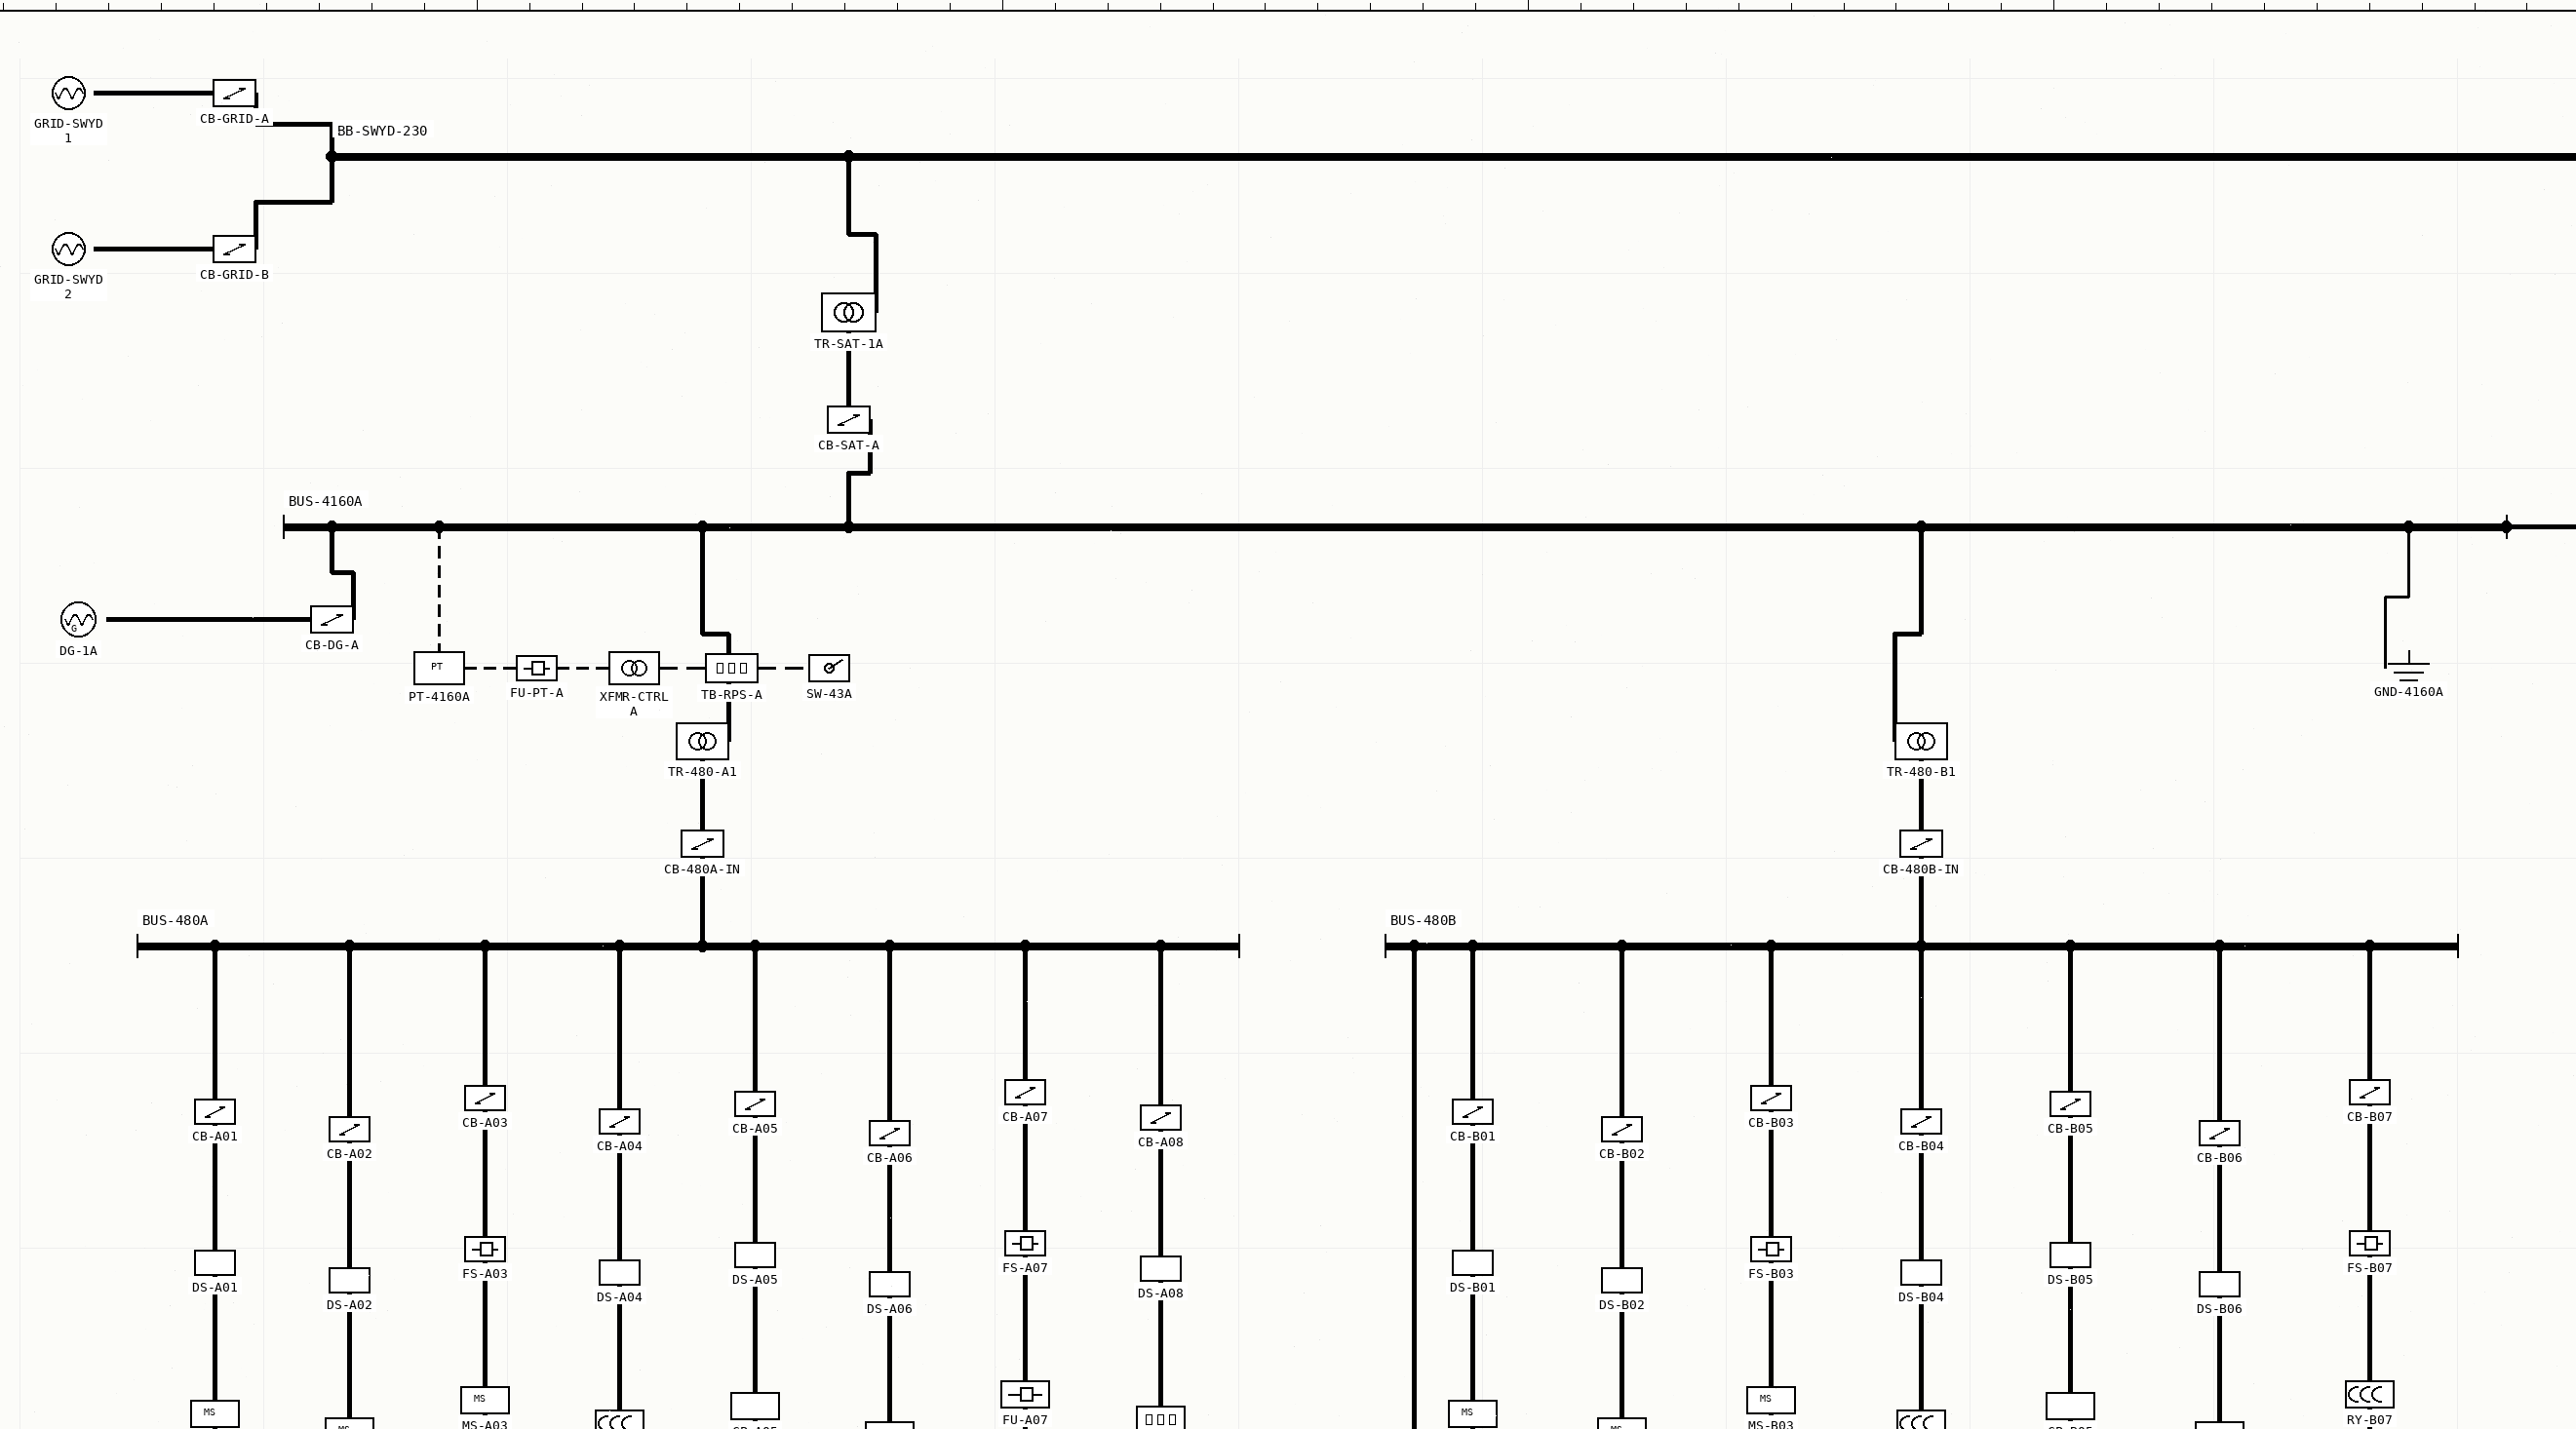 GRID-SWYD
1
CB-GRID-A
BB-SWYD-230
GRID-SWYD
2
CB-GRID-B
TR-SAT-1A
CB-SAT-A
BUS-4160A
DG-1A
G
CB-DG-A
PT
PT-4160A
FU-PT-A
XFMR-CTRL
A
TB-RPS-A
SW-43A
GND-4160A
TR-480-A1
TR-480-B1
CB-480A-IN
CB-480B-IN
BUS-480A
BUS-480B
CB-A01
CB-A02
CB-A03
CB-A04
CB-A05
CB-A06
CB-A07
CB-A08
CB-B01
CB-B02
CB-B03
CB-B04
CB-B05
CB-B06
CB-B07
DS-A01
DS-A02
FS-A03
DS-A04
DS-A05
DS-A06
FS-A07
DS-A08
DS-B01
DS-B02
FS-B03
DS-B04
DS-B05
DS-B06
FS-B07
MS
MS
MS-A03
FU-A07
MS
MS
MS-B03
RY-B07